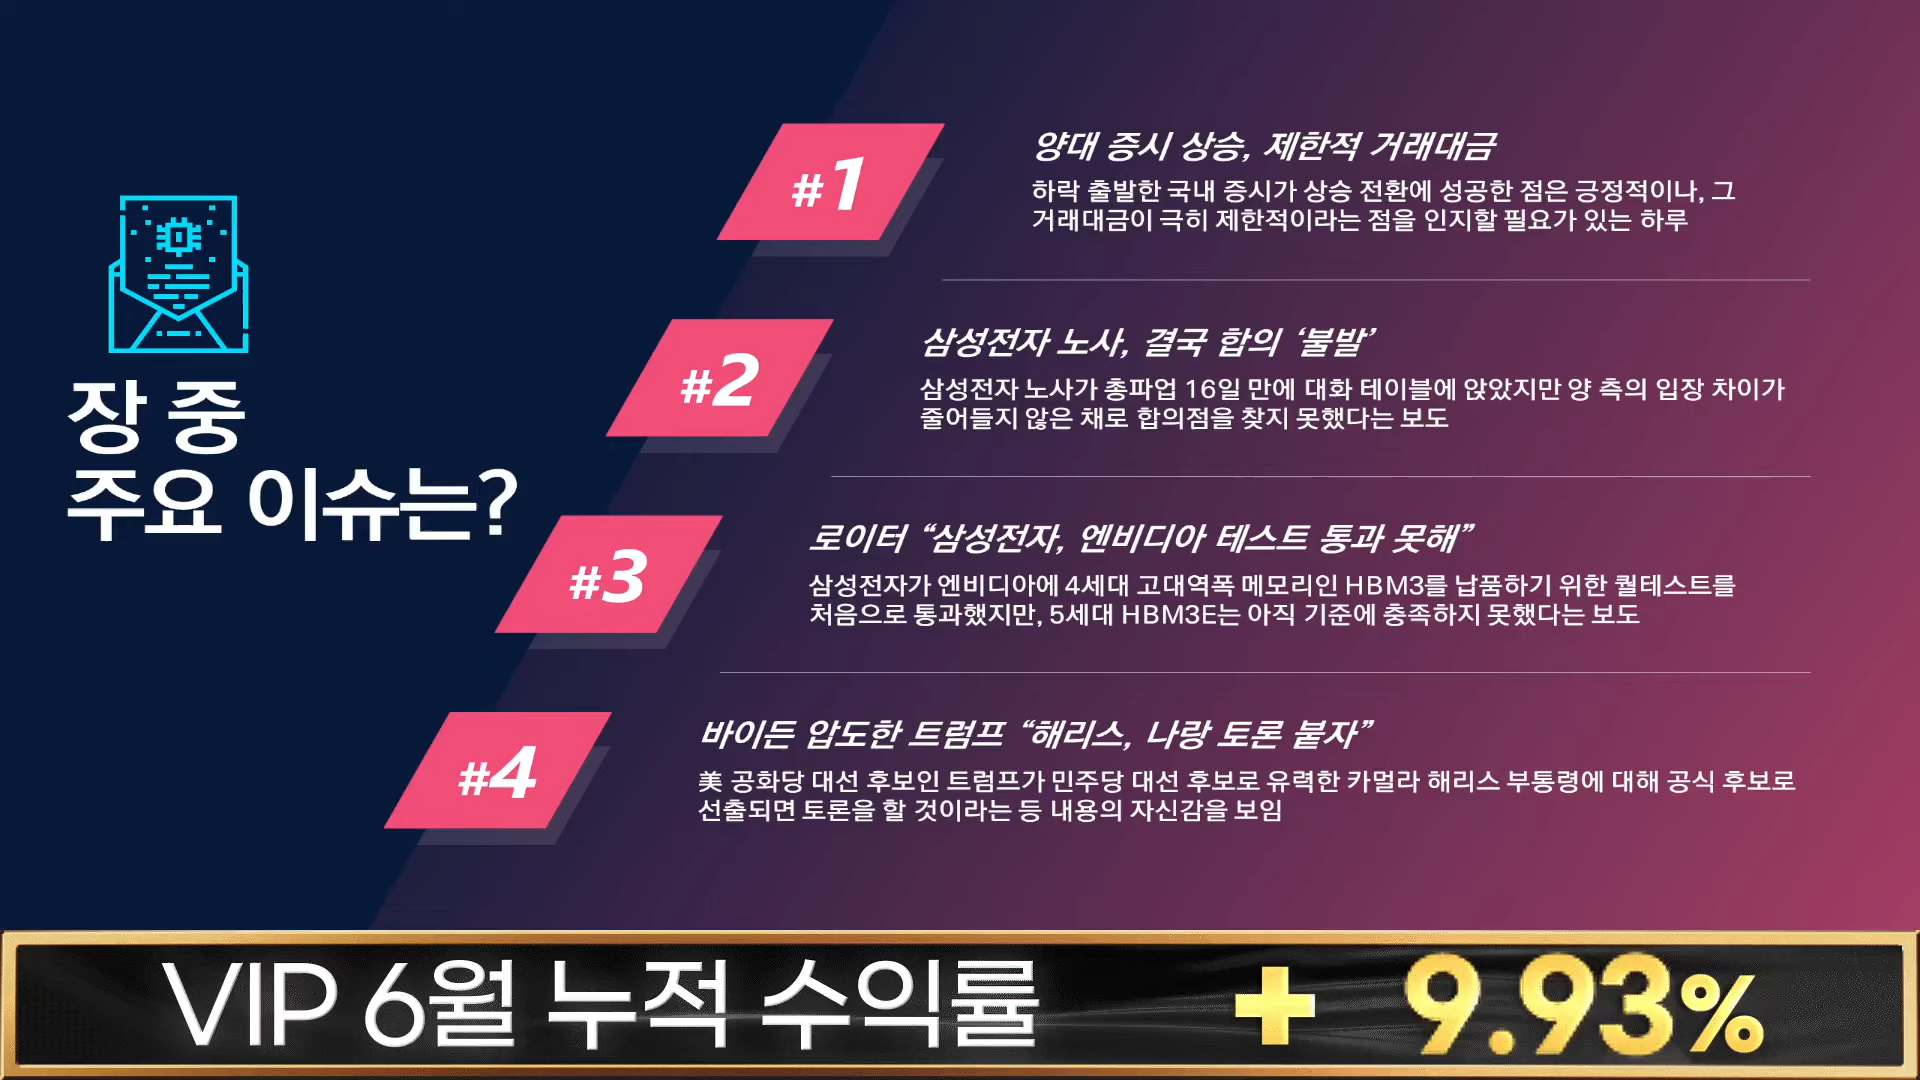 장 중
주요 이슈는?
#1
양대 증시 상승, 제한적 거래대금
하락 출발한 국내 증시가 상승 전환에 성공한 점은 긍정적이나, 그
거래대금이 극히 제한적이라는 점을 인지할 필요가 있는 하루
#2
삼성전자 노사, 결국 합의 ‘불발’
삼성전자 노사가 총파업 16일 만에 대화 테이블에 앉았지만 양 측의 입장 차이가
줄어들지 않은 채로 합의점을 찾지 못했다는 보도
#3
로이터 “삼성전자, 엔비디아 테스트 통과 못해”
삼성전자가 엔비디아에 4세대 고대역폭 메모리인 HBM3를 납품하기 위한 퀄테스트를
처음으로 통과했지만, 5세대 HBM3E는 아직 기준에 충족하지 못했다는 보도
#4
바이든 압도한 트럼프 “해리스, 나랑 토론 붙자”
美 공화당 대선 후보인 트럼프가 민주당 대선 후보로 유력한 카멀라 해리스 부통령에 대해 공식 후보로
선출되면 토론을 할 것이라는 등 내용의 자신감을 보임
VIP 6월 누적 수익률 + 9.93%